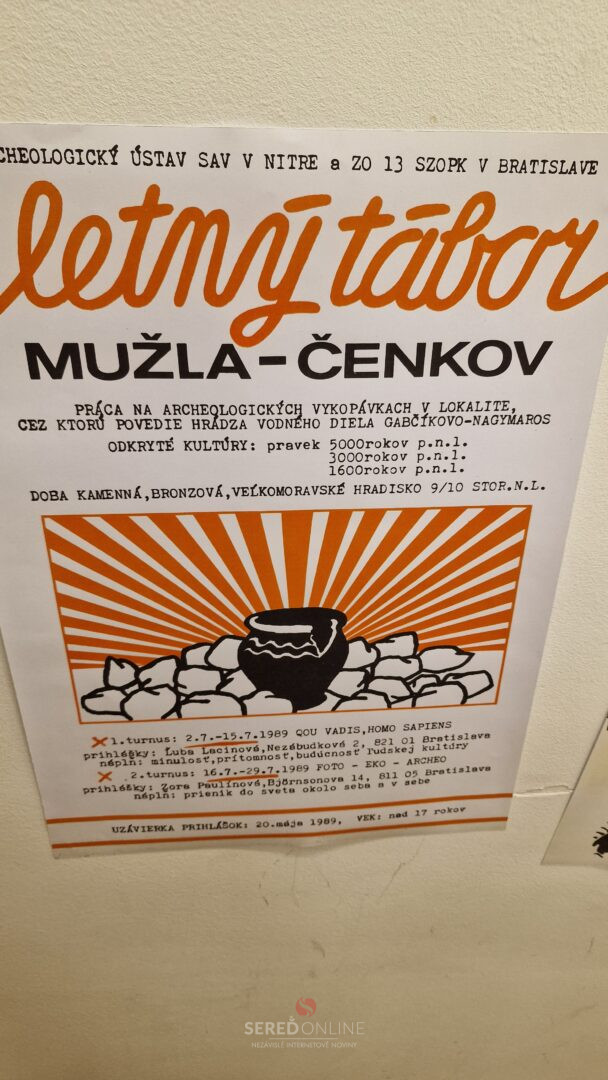 CHEOLOGICKÝ ÚSTAV SAV V NITRE a ZO 13 SZOPK V BRATISLAVE
letný tábor
MUŽLA-ČENKOV
PRÁCA NA ARCHEOLOGICKÝCH VYKOPÁVKACH V LOKALITE,
CEZ KTORÚ POVEDIE HRÁDZA VODNÉHO DIELA GABČÍKOVO-NAGYMAROS
ODKRYTÉ KULTÚRY: pravek 5000rokov p.n.l.
3000rokov p.n.l.
1600rokov p.n.l.
DOBA KAMENNÁ,BRONZOVÁ,VEĽKOMORAVSKÉ HRADISKO 9/10 STOR.N.L.
1.turnus: 2.7.-15.7.1989 QOU VADIS,HOMO SAPIENS
prihlášky: Ľuba Lacinová,Nezábudková 2, 821 01 Bratislava
náplň: minulosť,prítomnosť,budúcnosť ľudskej kultúry
2.turnus: 16.7.-29.7.1989 FOTO - EKO - ARCHEO
prihlášky: Zora Paulínová,Björnsonova 14, 811 05 Bratislava
náplň: prienik do sveta okolo seba a v sebe
UZÁVIERKA PRIHLÁŠOK: 20.mája 1989, VEK: nad 17 rokov
SEREĎONLINE
NEZÁVISLÉ INTERNETOVÉ NOVINY